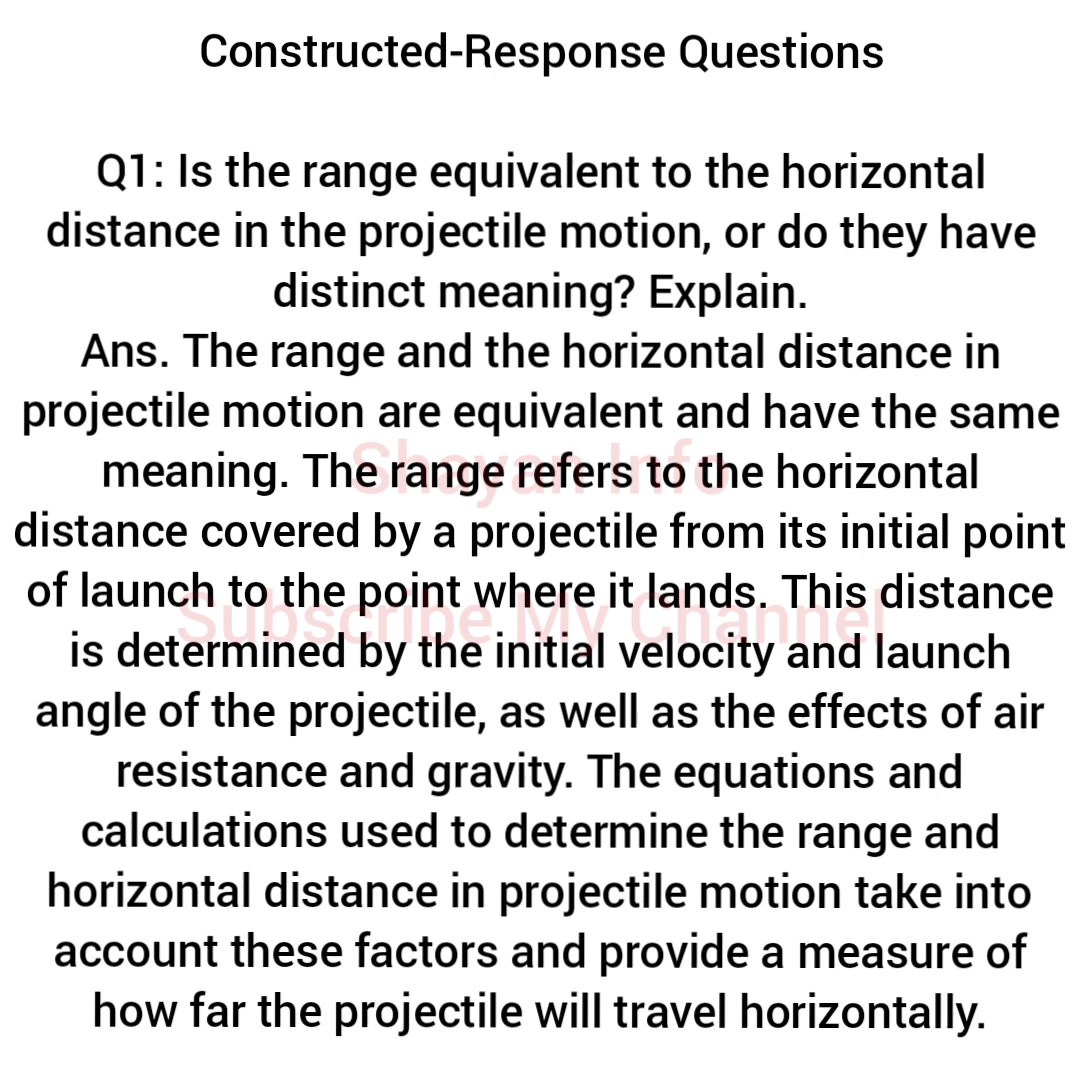 Constructed-Response Questions
Q1: Is the range equivalent to the horizontal
distance in the projectile motion, or do they have
distinct meaning? Explain.
Ans. The range and the horizontal distance in
projectile motion are equivalent and have the same
Shayan Info
meaning. The range refers to the horizontal
distance covered by a projectile from its initial point
of launch to the point where it lands. This distance
Subscribe My Channel
is determined by the initial velocity and launch
angle of the projectile, as well as the effects of air
resistance and gravity. The equations and
calculations used to determine the range and
horizontal distance in projectile motion take into
account these factors and provide a measure of
how far the projectile will travel horizontally.